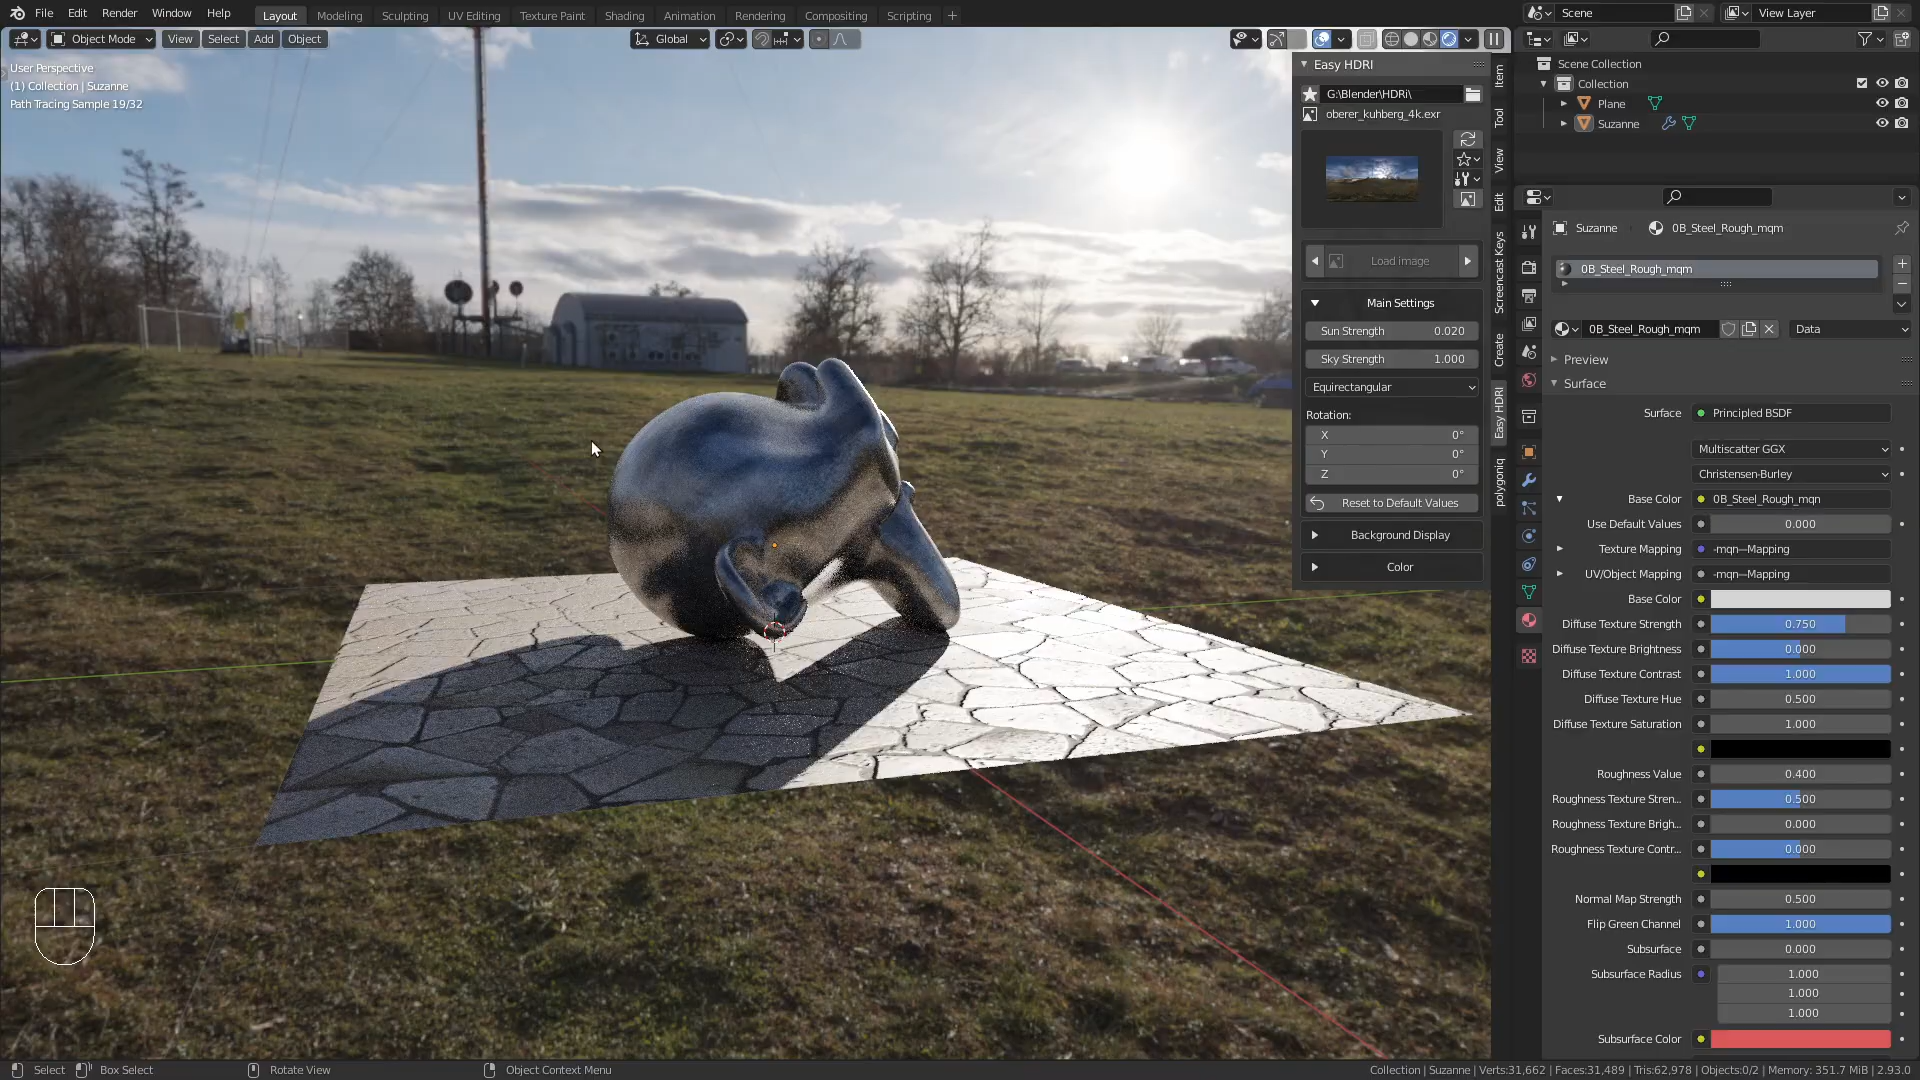 File Edit Render Window Help Layout Modeling Sculpting UV Editing Texture Paint Shading Animation Rendering Compositing Scripting + Scene View Layer
Object Mode View Select Add Object Global
User Perspective
(1) Collection | Suzanne
Path Tracing Sample 19/32
Easy HDRI
G:\Blender\HDRi\
oberer_kuhberg_4k.exr
Load image
Main Settings
Sun Strength 0.020
Sky Strength 1.000
Equirectangular
Rotation:
X 0°
Y 0°
Z 0°
Reset to Default Values
Background Display
Color
Item
Tool
View
Edit
Screencast Keys
Create
Easy HDRI
polygoniq
Scene Collection
Collection
Plane
Suzanne
Suzanne 0B_Steel_Rough_mqm
0B_Steel_Rough_mqm
0B_Steel_Rough_mqm Data
Preview
Surface
Surface Principled BSDF
Multiscatter GGX
Christensen-Burley
Base Color 0B_Steel_Rough_mqn
Use Default Values 0.000
Texture Mapping -mqn—Mapping
UV/Object Mapping -mqn—Mapping
Base Color
Diffuse Texture Strength 0.750
Diffuse Texture Brightness 0.000
Diffuse Texture Contrast 1.000
Diffuse Texture Hue 0.500
Diffuse Texture Saturation 1.000
Roughness Value 0.400
Roughness Texture Stren... 0.500
Roughness Texture Brigh... 0.000
Roughness Texture Contr... 0.000
Normal Map Strength 0.500
Flip Green Channel 1.000
Subsurface 0.000
Subsurface Radius 1.000
1.000
1.000
Subsurface Color
Select Box Select Rotate View Object Context Menu Collection | Suzanne | Verts:31,662 | Faces:31,489 | Tris:62,978 | Objects:0/2 | Memory: 351.7 MiB | 2.93.0